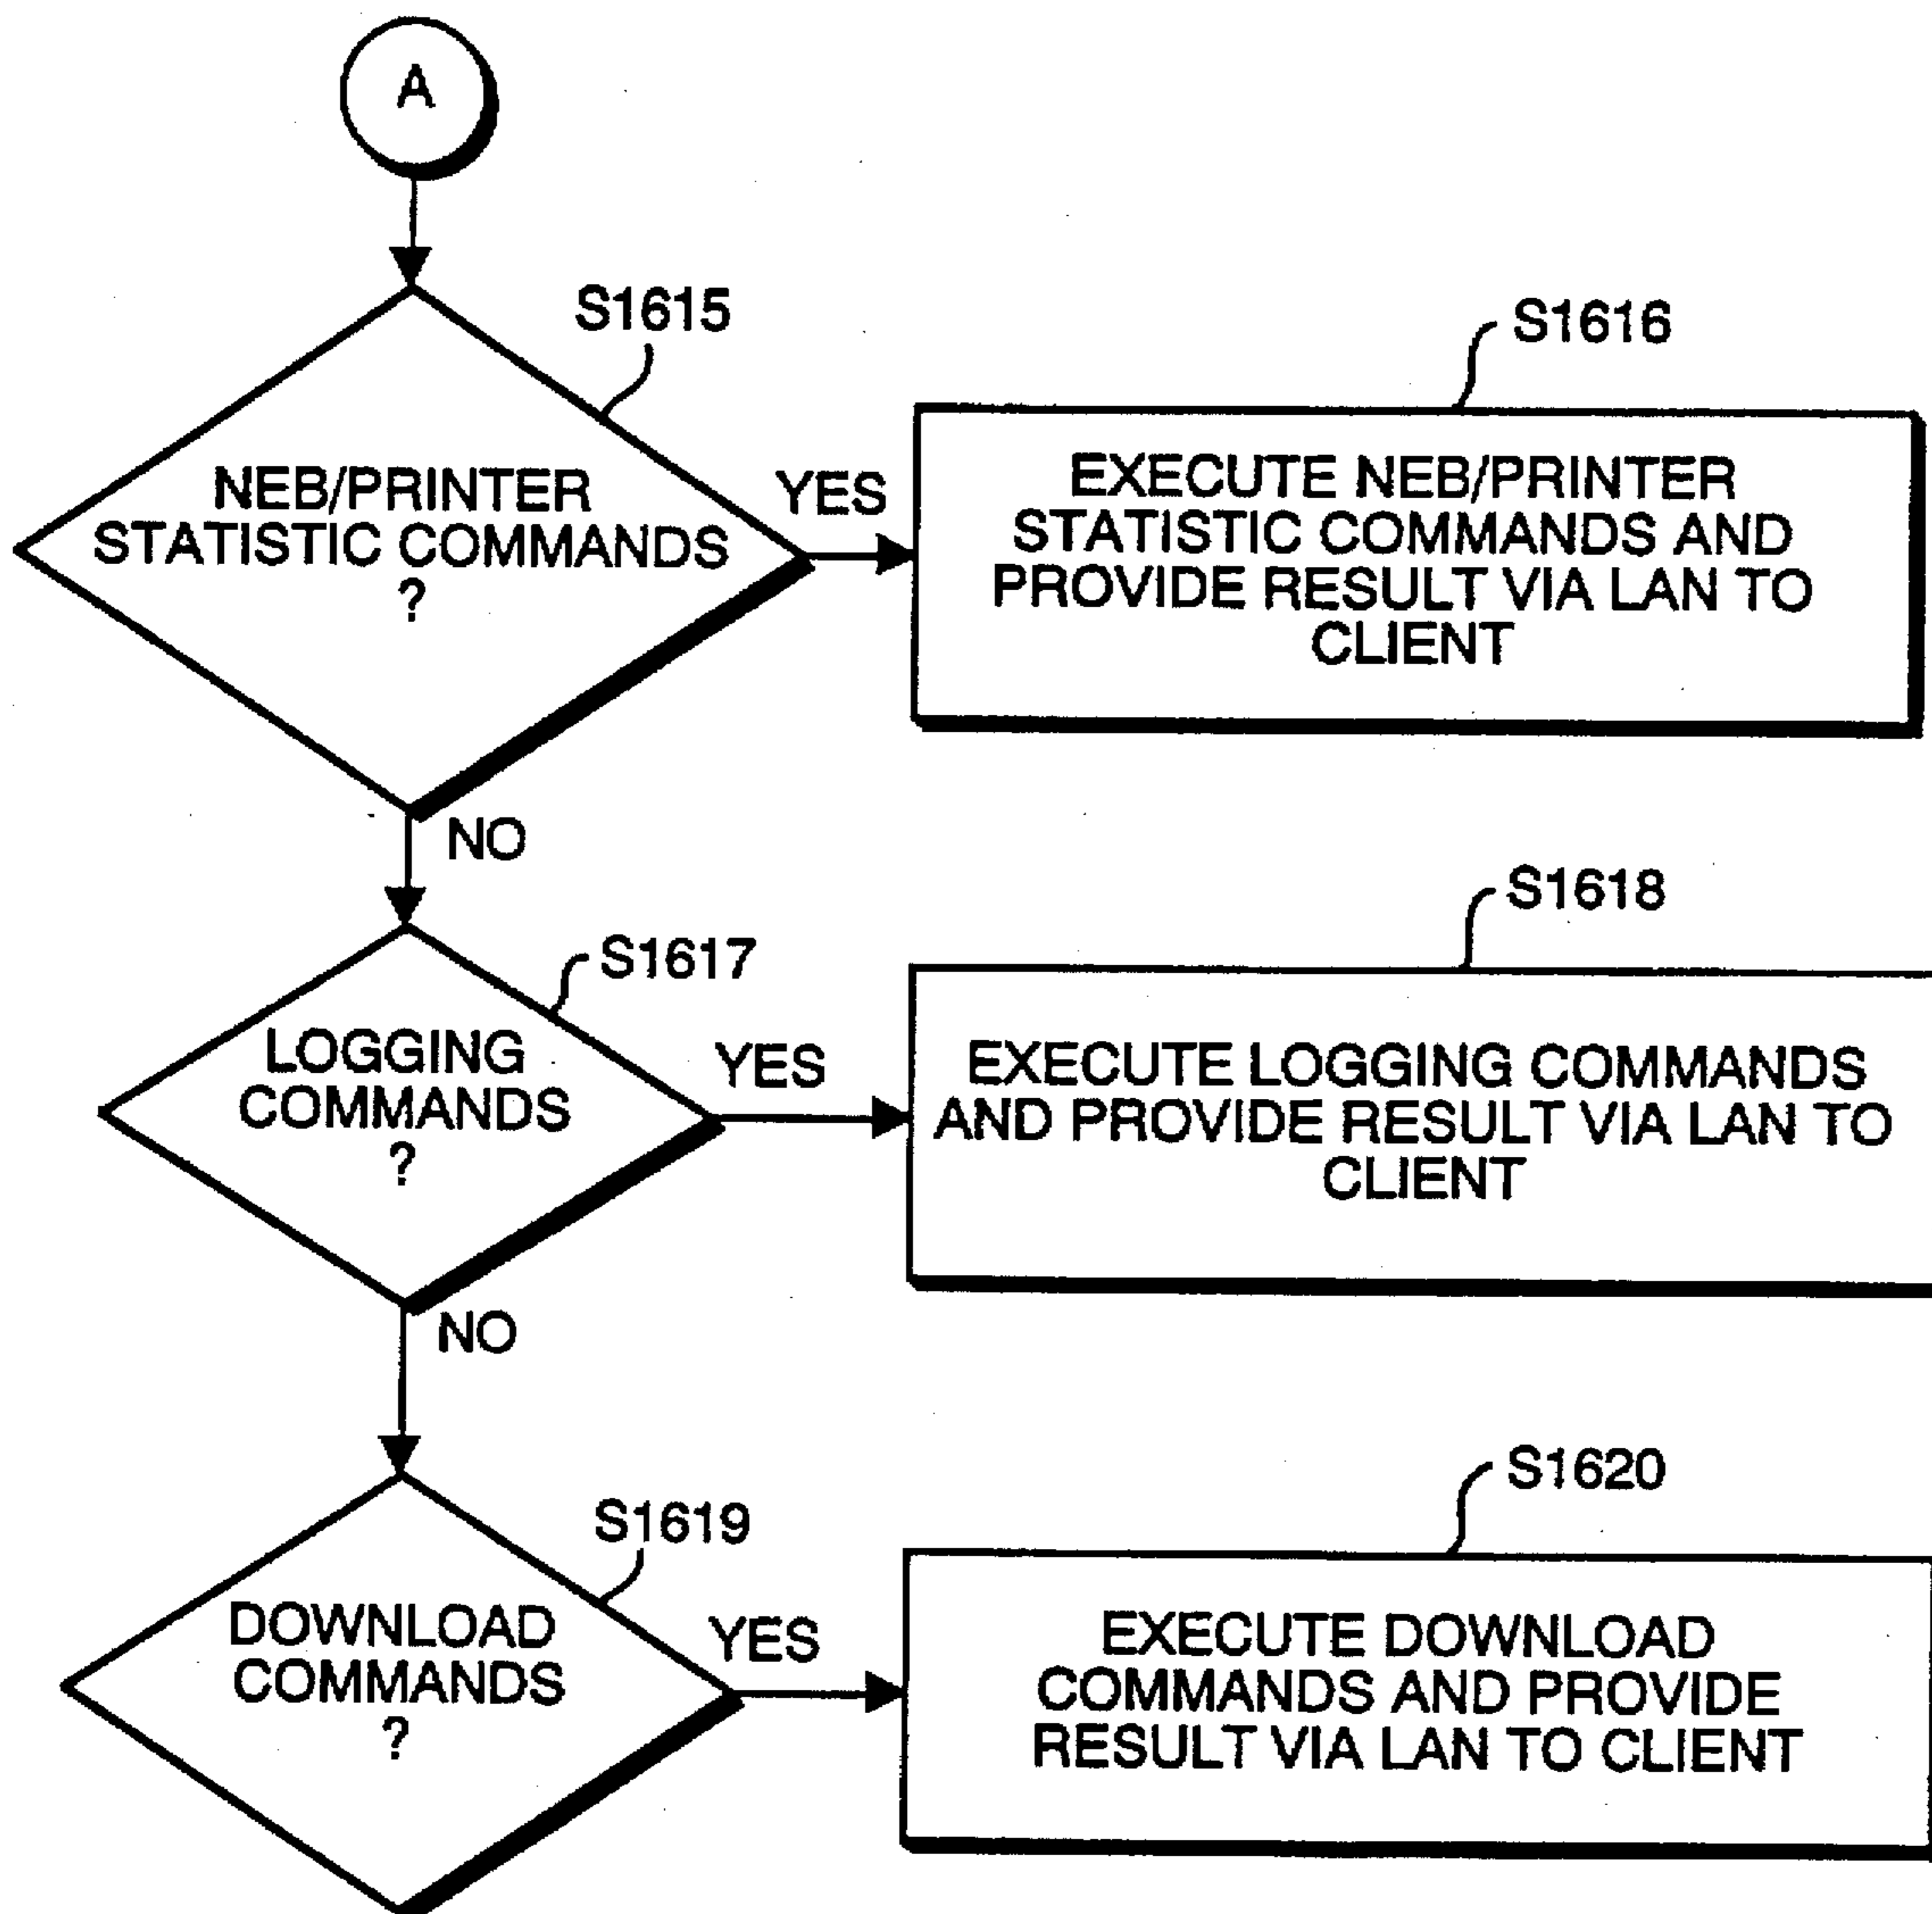 A
S1615
NEB/PRINTER
STATISTIC COMMANDS
?
YES
S1616
EXECUTE NEB/PRINTER
STATISTIC COMMANDS AND
PROVIDE RESULT VIA LAN TO
CLIENT
NO
S1617
LOGGING
COMMANDS
?
YES
S1618
EXECUTE LOGGING COMMANDS
AND PROVIDE RESULT VIA LAN TO
CLIENT
NO
S1619
DOWNLOAD
COMMANDS
?
YES
S1620
EXECUTE DOWNLOAD
COMMANDS AND PROVIDE
RESULT VIA LAN TO CLIENT